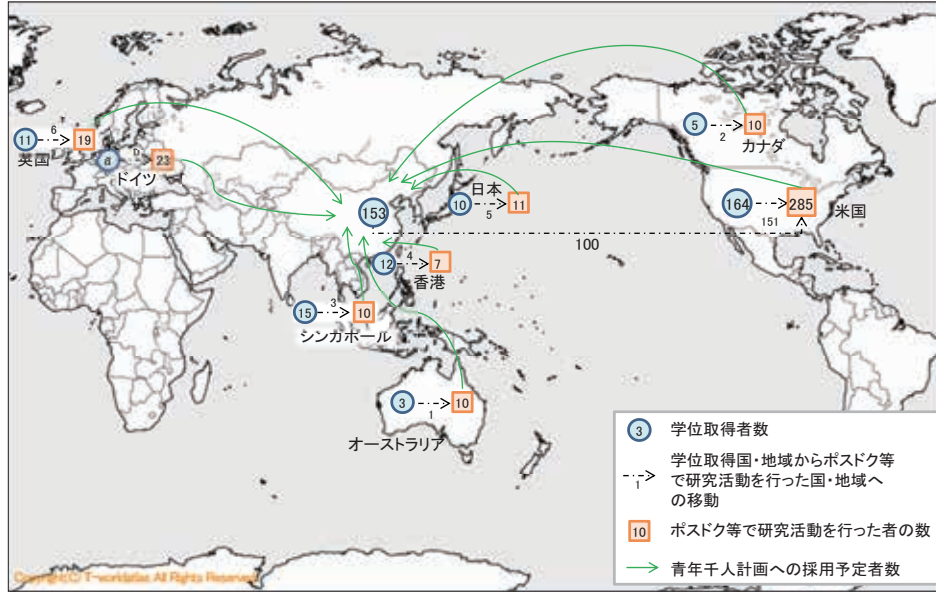 11
6
19
英国
8
ドイツ
23
153
日本
10
5
11
5
2
10
カナダ
164
151
285
米国
100
12
4
7
香港
15
3
10
シンガポール
3
1
10
オーストラリア
3 学位取得者数
1 学位取得国・地域からポスドク等
で研究活動を行った国・地域へ
の移動
10 ポスドク等で研究活動を行った者の数
青年千人計画への採用予定者数
Copyright(C) T-worldatlas All Rights Reserved